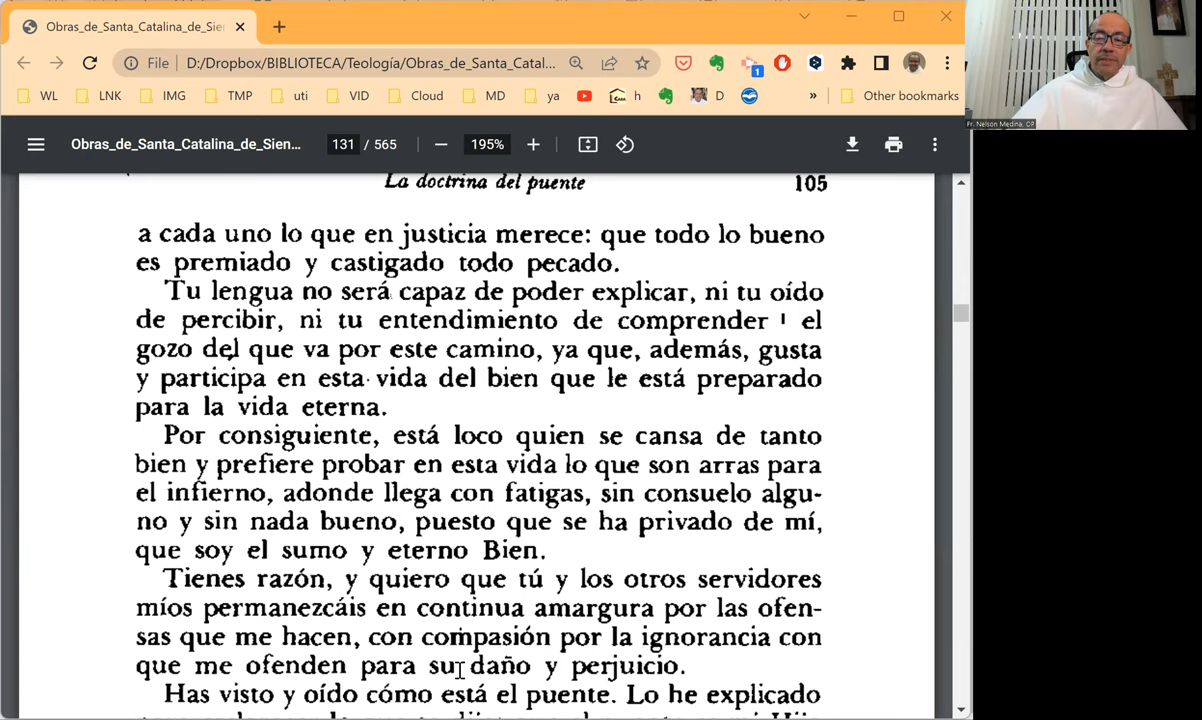 Obras_de_Santa_Catalina_de_Sie
File
D:/Dropbox/BIBLIOTECA/Teología/Obras_de_Santa_Catal...
1
WL LNK IMG TMP uti VID Cloud MD ya h D » Other bookmarks
Obras_de_Santa_Catalina_de_Sien... 131 / 565 195%
Fr. Nelson Medina, OP
La doctrina del puente 105
a cada uno lo que en justicia merece: que todo lo bueno
es premiado y castigado todo pecado.
Tu lengua no será capaz de poder explicar, ni tu oído
de percibir, ni tu entendimiento de comprender el
gozo del que va por este camino, ya que, además, gusta
y participa en esta vida del bien que le está preparado
para la vida eterna.
Por consiguiente, está loco quien se cansa de tanto
bien y prefiere probar en esta vida lo que son arras para
el infierno, adonde llega con fatigas, sin consuelo algu-
no y sin nada bueno, puesto que se ha privado de mí,
que soy el sumo y eterno Bien.
Tienes razón, y quiero que tú y los otros servidores
míos permanezcáis en continua amargura por las ofen-
sas que me hacen, con compasión por la ignorancia con
que me ofenden para su daño y perjuicio.
Has visto y oído cómo está el puente. Lo he explicado